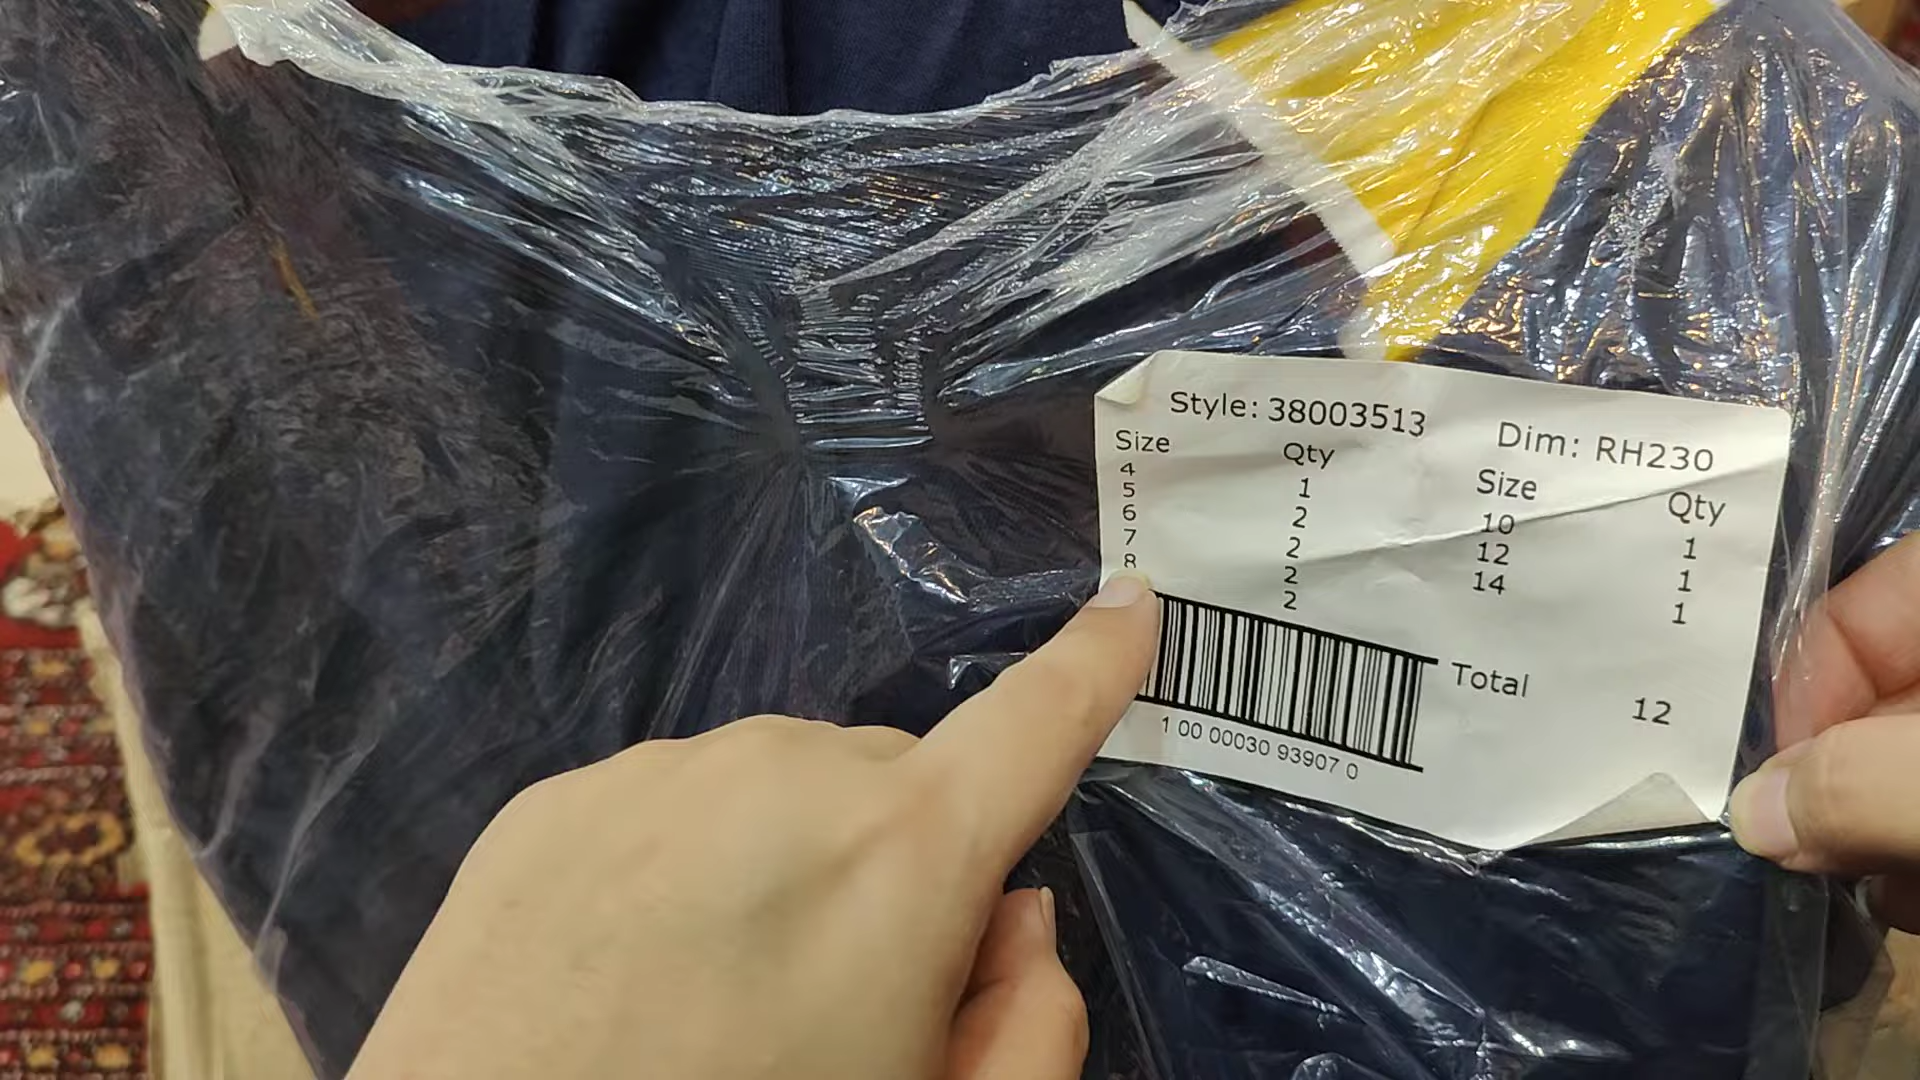 Style: 38003513 Dim: RH230
Size Qty Size Qty
4 1 10 1
5 2 12 1
6 2 14 1
7 2
8 2
Total 12
1 00 00030 93907 0